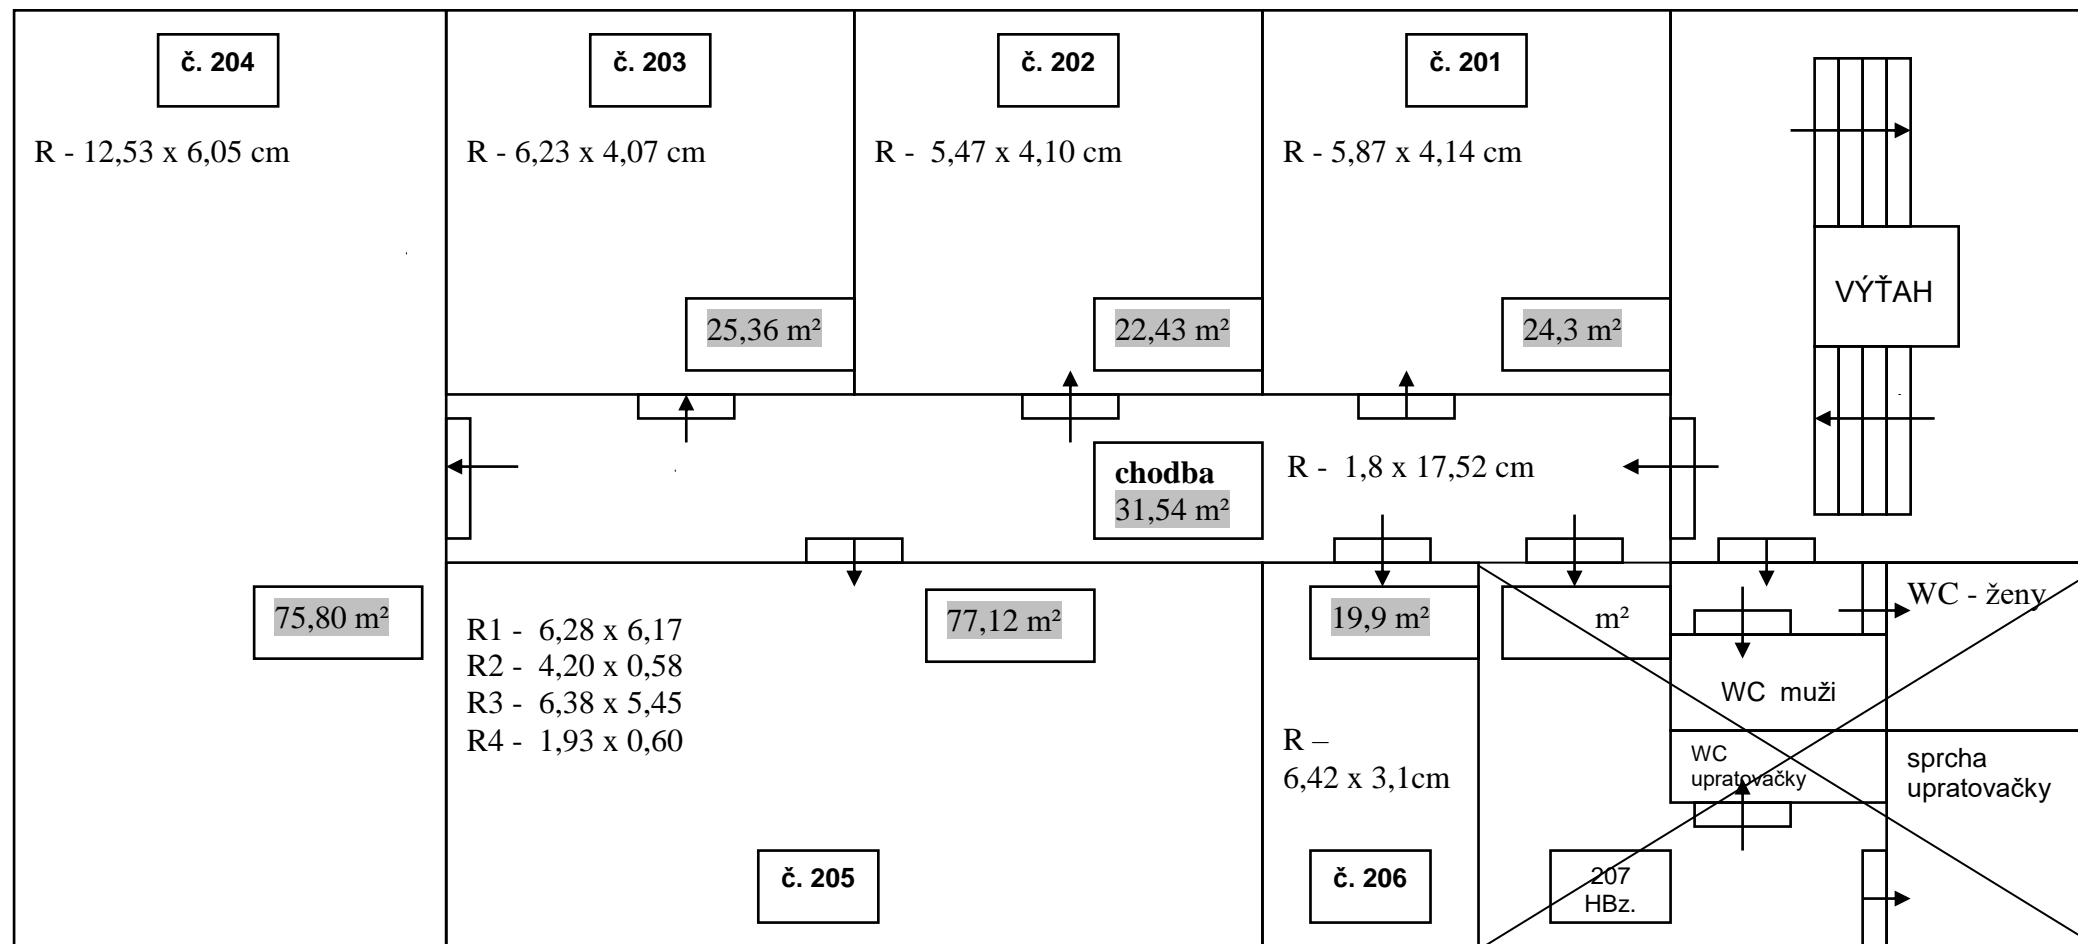 č. 204
č. 203
č. 202
č. 201
R - 12,53 x 6,05 cm
R - 6,23 x 4,07 cm
R -  5,47 x 4,10 cm
R - 5,87 x 4,14 cm
VÝŤAH
25,36 m²
22,43 m²
24,3 m²
chodba
31,54 m²
R -  1,8 x 17,52 cm
75,80 m²
R1 -  6,28 x 6,17
R2 -  4,20 x 0,58
R3 -  6,38 x 5,45
R4 -  1,93 x 0,60
77,12 m²
19,9 m²
m²
WC - ženy
WC  muži
R –
6,42 x 3,1cm
WC
upratovačky
sprcha
upratovačky
č. 205
č. 206
207
HBz.